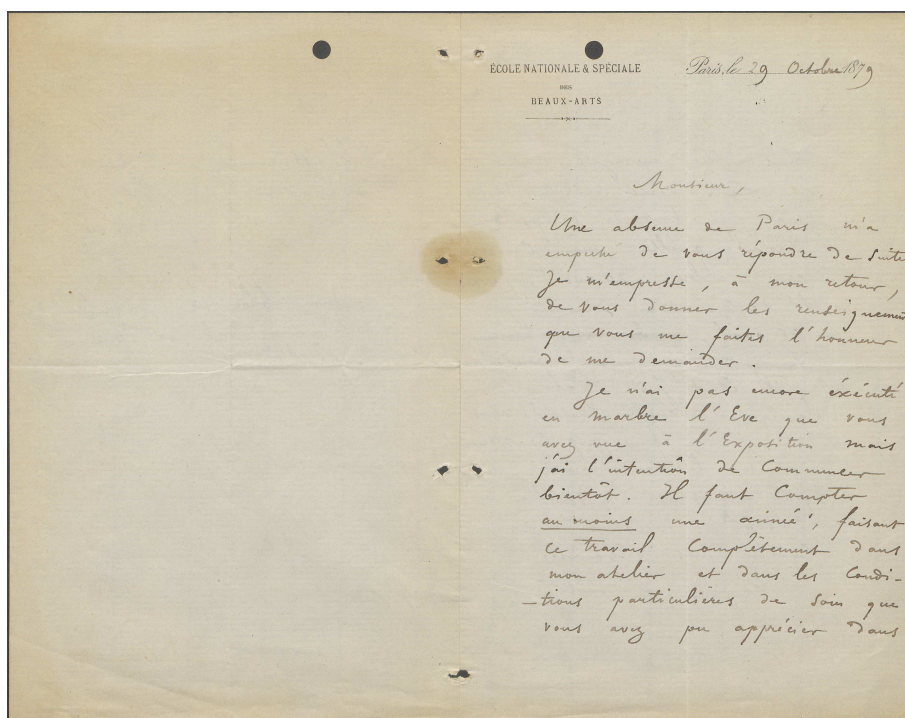 ÉCOLE NATIONALE & SPÉCIALE
DES
BEAUX-ARTS
Paris, le 29 Octobre 1879
Monsieur,
Une absence de Paris m'a
empeché de vous répondre de suite
Je m'empresse, à mon retour,
de vous donner les renseignements
que vous me faites l'honneur
de me demander.
Je n'ai pas encore éxécuté
en marbre l'Eve que vous
avez vue à l'Exposition mais
j'ai l'intention de Commencer
bientôt. Il faut Compter
au moins une année, faisant
ce travail Complètement dans
mon atelier et dans les Condi-
-tions particulières de soin que
vous avez pu apprécier dans